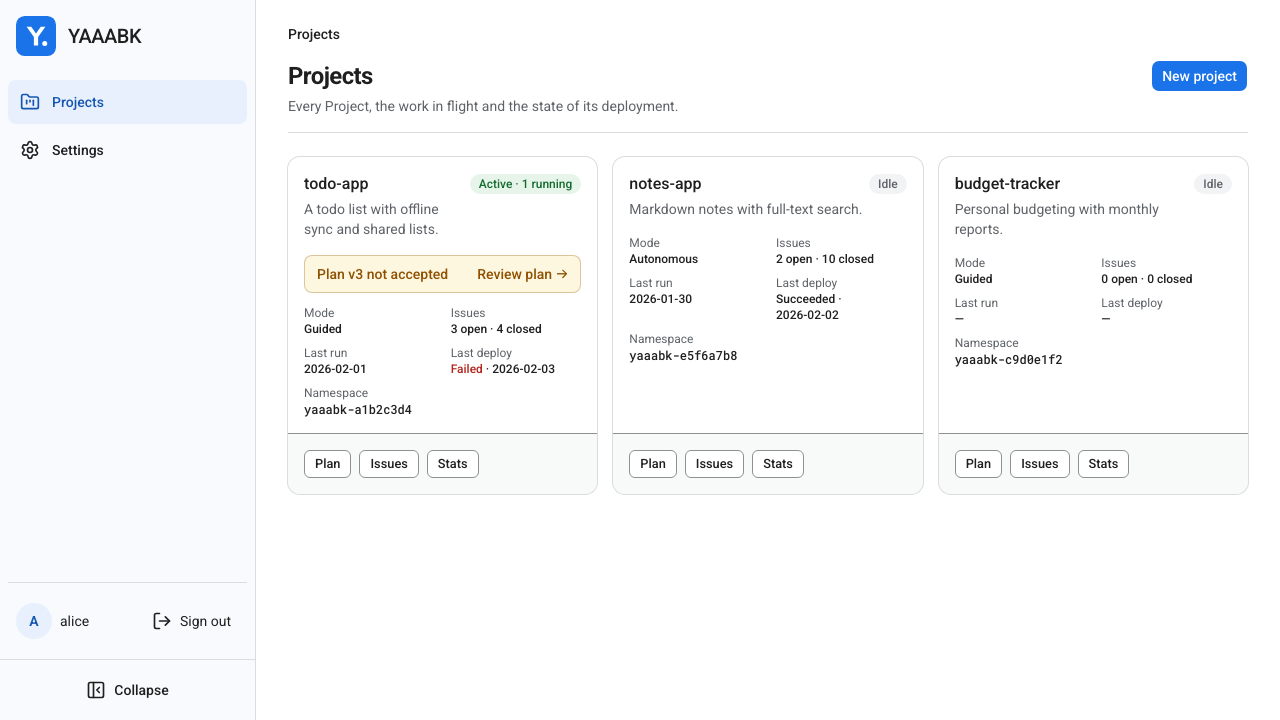 Y.
YAAABK
Projects
Settings
A
alice
Sign out
Collapse
Projects
Projects
New project
Every Project, the work in flight and the state of its deployment.
todo-app
Active · 1 running
A todo list with offline
sync and shared lists.
Plan v3 not accepted
Review plan →
Mode
Guided
Issues
3 open · 4 closed
Last run
2026-02-01
Last deploy
Failed · 2026-02-03
Namespace
yaaabk-a1b2c3d4
Plan
Issues
Stats
notes-app
Idle
Markdown notes with full-text search.
Mode
Autonomous
Issues
2 open · 10 closed
Last run
2026-01-30
Last deploy
Succeeded ·
2026-02-02
Namespace
yaaabk-e5f6a7b8
Plan
Issues
Stats
budget-tracker
Idle
Personal budgeting with monthly
reports.
Mode
Guided
Issues
0 open · 0 closed
Last run
—
Last deploy
—
Namespace
yaaabk-c9d0e1f2
Plan
Issues
Stats